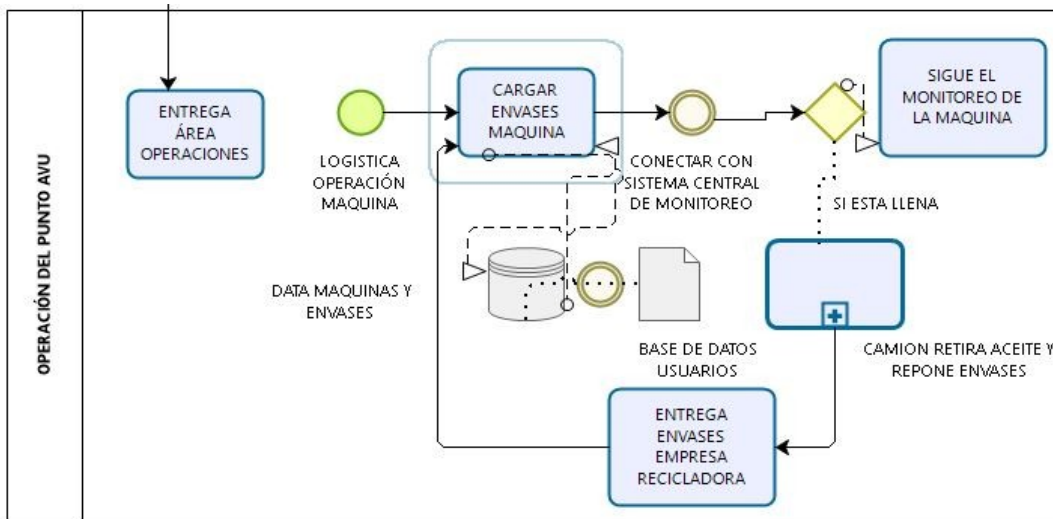 OPERACIÓN DEL PUNTO AVU
ENTREGA
ÁREA
OPERACIONES
LOGISTICA
OPERACIÓN
MAQUINA
CARGAR
ENVASES
MAQUINA
CONECTAR CON
SISTEMA CENTRAL
DE MONITOREO
SIGUE EL
MONITOREO DE
LA MAQUINA
SI ESTA LLENA
DATA MAQUINAS Y
ENVASES
BASE DE DATOS
USUARIOS
CAMION RETIRA ACEITE Y
REPONE ENVASES
ENTREGA
ENVASES
EMPRESA
RECICLADORA